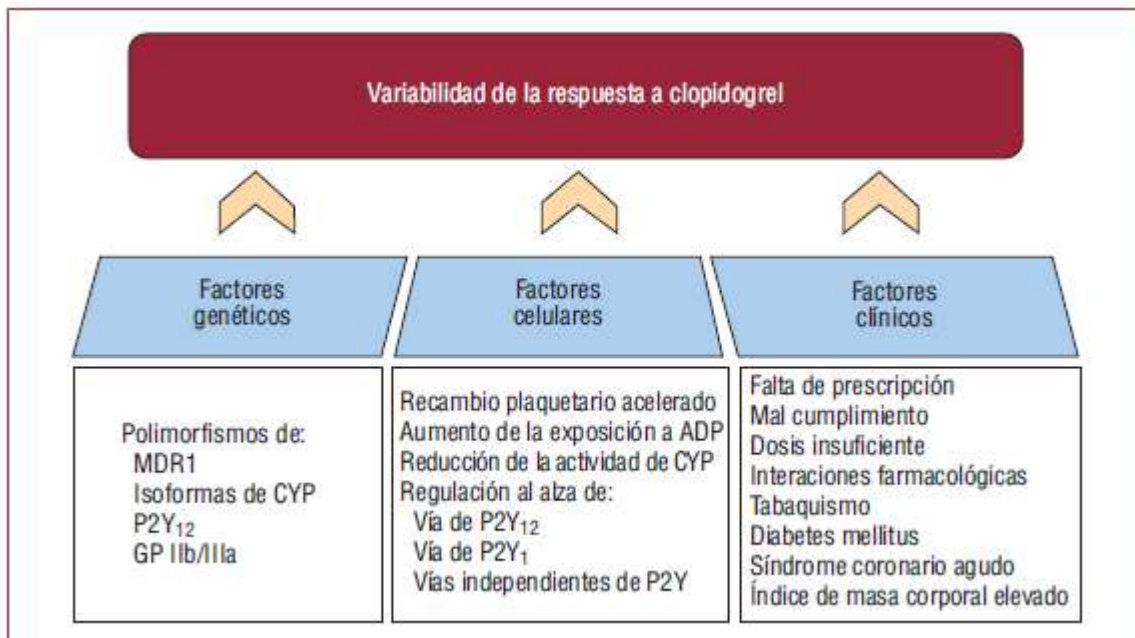 Variabilidad de la respuesta a clopidogrel
Factores
genéticos
Factores
celulares
Factores
clínicos
Polimorfismos de:
MDR1
Isoformas de CYP
P2Y₁₂
GP IIb/IIIa
Recambio plaquetario acelerado
Aumento de la exposición a ADP
Reducción de la actividad de CYP
Regulación al alza de:
Vía de P2Y₁₂
Vía de P2Y₁
Vías independientes de P2Y
Falta de prescripción
Mal cumplimiento
Dosis insuficiente
Interaciones farmacológicas
Tabaquismo
Diabetes mellitus
Síndrome coronario agudo
Índice de masa corporal elevado